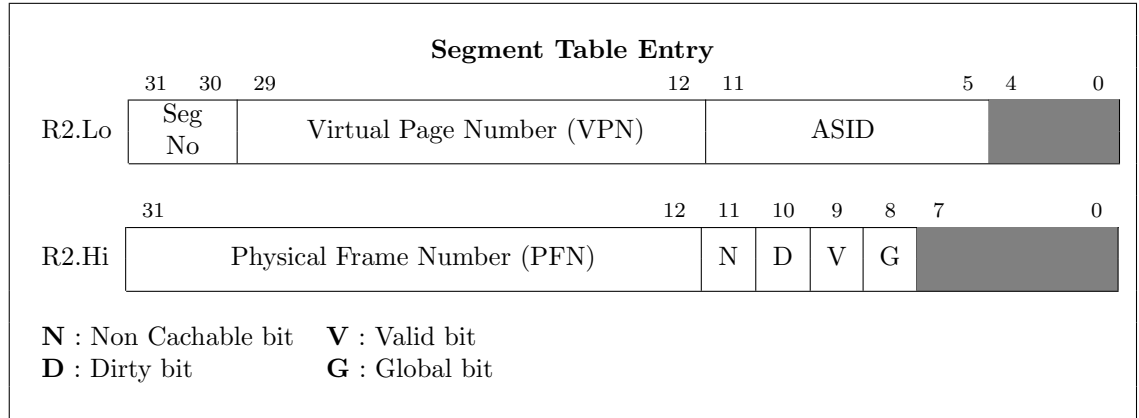 Segment Table Entry
31 30 29 12 11 5 4 0
R2.Lo Seg No Virtual Page Number (VPN) ASID
31 12 11 10 9 8 7 0
R2.Hi Physical Frame Number (PFN) N D V G
N : Non Cachable bit V : Valid bit
D : Dirty bit G : Global bit